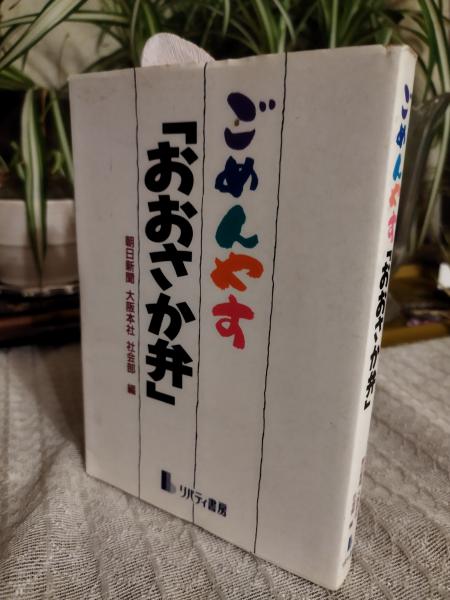 ごめんやす
「おおさか弁」
朝日新聞 大阪本社 社会部 編
リバティ書房
ごめんやす「おおさか弁」